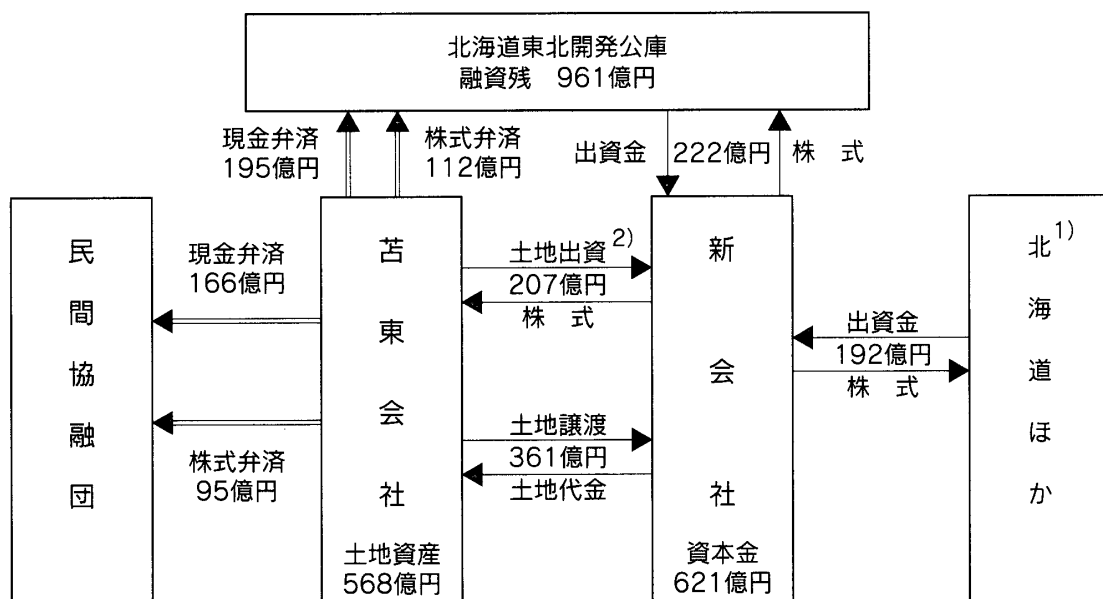 北海道東北開発公庫
融資残 961億円
現金弁済
195億円
株式弁済
112億円
出資金 222億円 株 式
民間協融団
現金弁済
166億円
株式弁済
95億円
苫東会社
土地資産
568億円
土地出資2)
207億円
株 式
土地譲渡
361億円
土地代金
新会社
資本金
621億円
出資金
192億円
株 式
北海道ほか1)